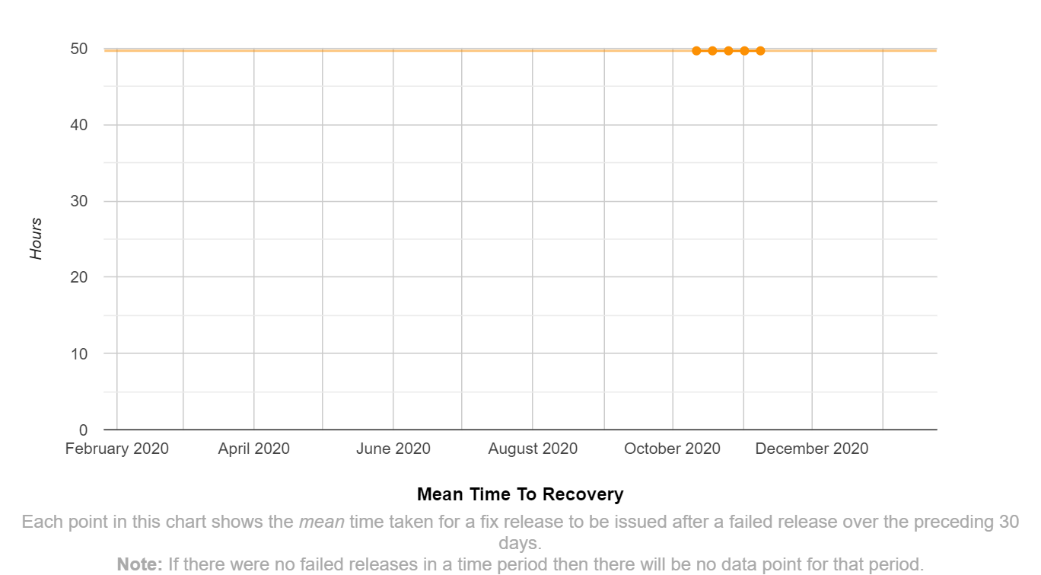 50
40
30
20
10
0
Hours
February 2020
April 2020
June 2020
August 2020
October 2020
December 2020
Mean Time To Recovery
Each point in this chart shows the mean time taken for a fix release to be issued after a failed release over the preceding 30
days.
Note: If there were no failed releases in a time period then there will be no data point for that period.